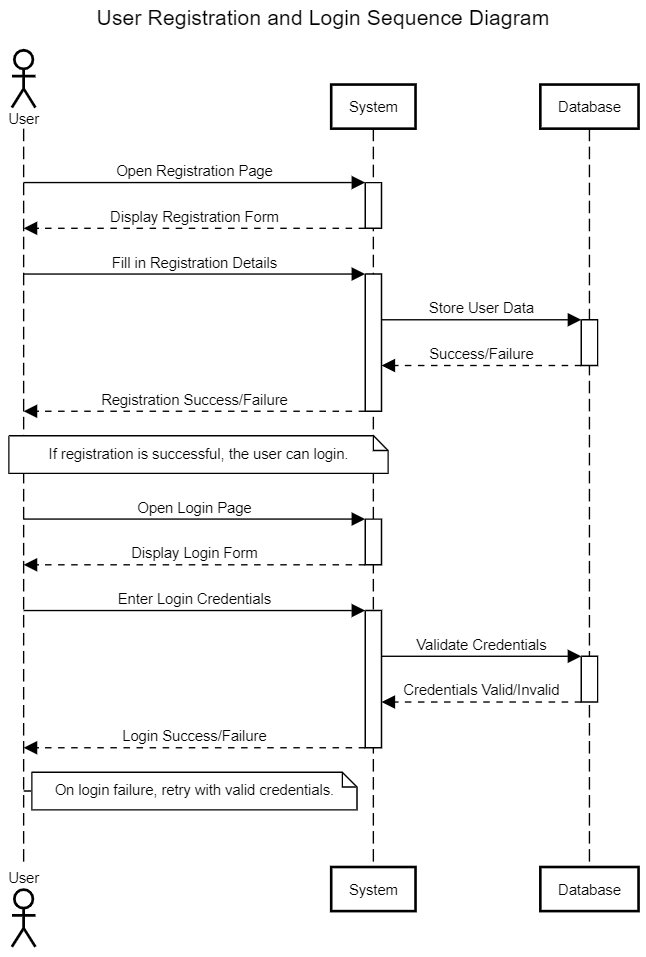 User Registration and Login Sequence Diagram
User
System
Database
Open Registration Page
Display Registration Form
Fill in Registration Details
Store User Data
Success/Failure
Registration Success/Failure
If registration is successful, the user can login.
Open Login Page
Display Login Form
Enter Login Credentials
Validate Credentials
Credentials Valid/Invalid
Login Success/Failure
On login failure, retry with valid credentials.
User
System
Database